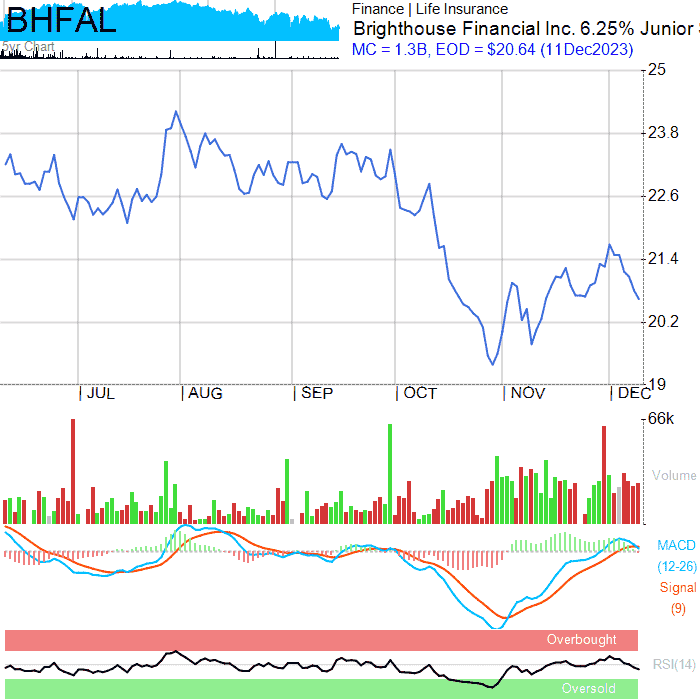 BHFAL
5yr Chart
Finance | Life Insurance
Brighthouse Financial Inc. 6.25% Junior
MC = 1.3B, EOD = $20.64 (11Dec2023)
25
23.8
22.6
21.4
20.2
19
JUL AUG SEP OCT NOV DEC
66k
Volume
MACD
(12-26)
Signal
(9)
Overbought
RSI(14)
Oversold